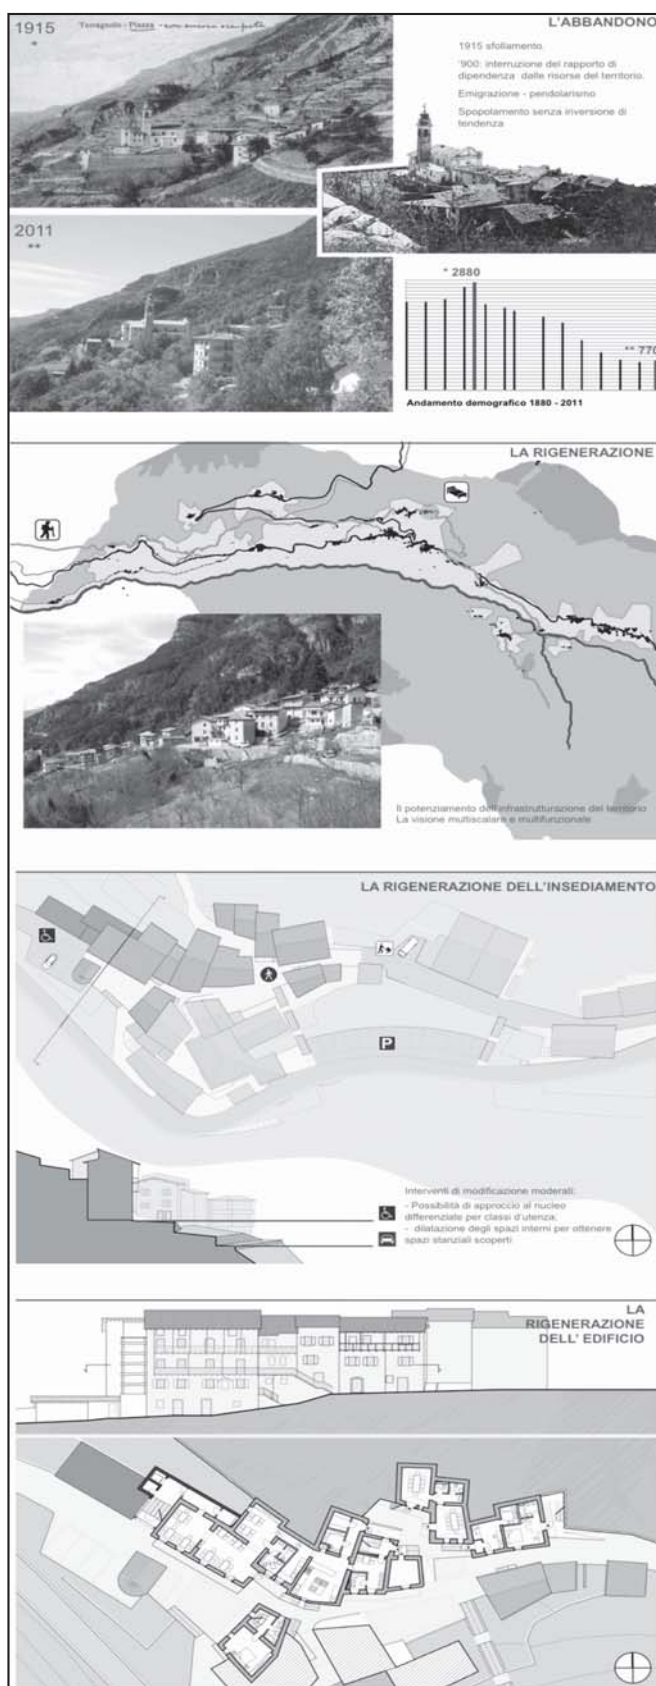 1915
*
Terragnolo - Piazza -
L'ABBANDONO
1915 sfollamento.
'900: interruzione del rapporto di
dipendenza dalle risorse del territorio.
Emigrazione - pendolarismo
Spopolamento senza inversione di
tendenza
2011
**
* 2880
** 770
Andamento demografico 1880 - 2011
LA RIGENERAZIONE
Il potenziamento dell'infrastrutturazione del territorio
La visione multiscalare e multifunzionale
LA RIGENERAZIONE DELL'INSEDIAMENTO
P
Interventi di modificazione moderali:
- Possibilità di approccio al nucleo
differenziale per classi d'utenza;
- dilatazione degli spazi interni per ottenere
spazi stanziali scoperti
LA
RIGENERAZIONE
DELL' EDIFICIO